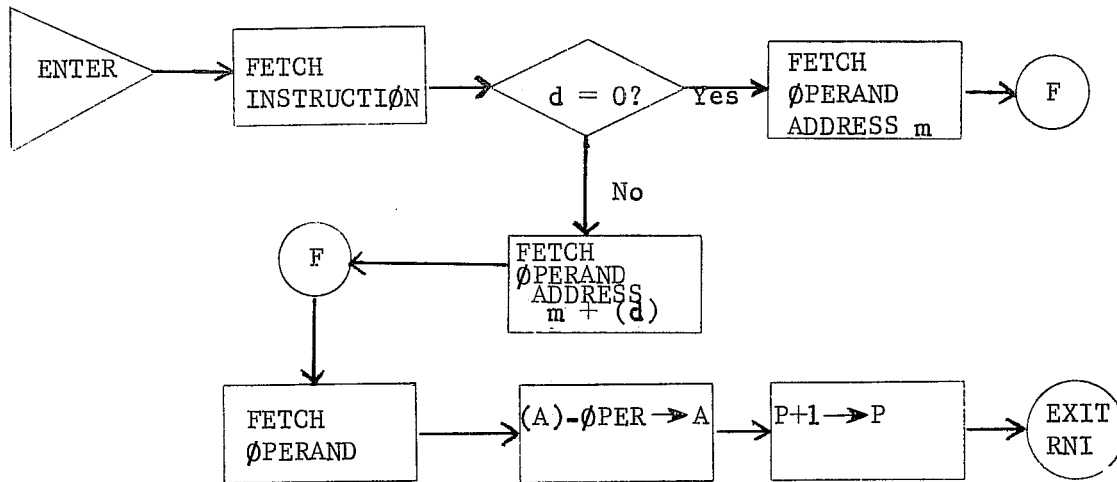 ENTER
FETCH
INSTRUCTIØN
d = 0?
Yes
FETCH
ØPERAND
ADDRESS m
F
No
F
FETCH
ØPERAND
ADDRESS
m + (d)
FETCH
ØPERAND
(A)-ØPER → A
P+1 → P
EXIT
RNI